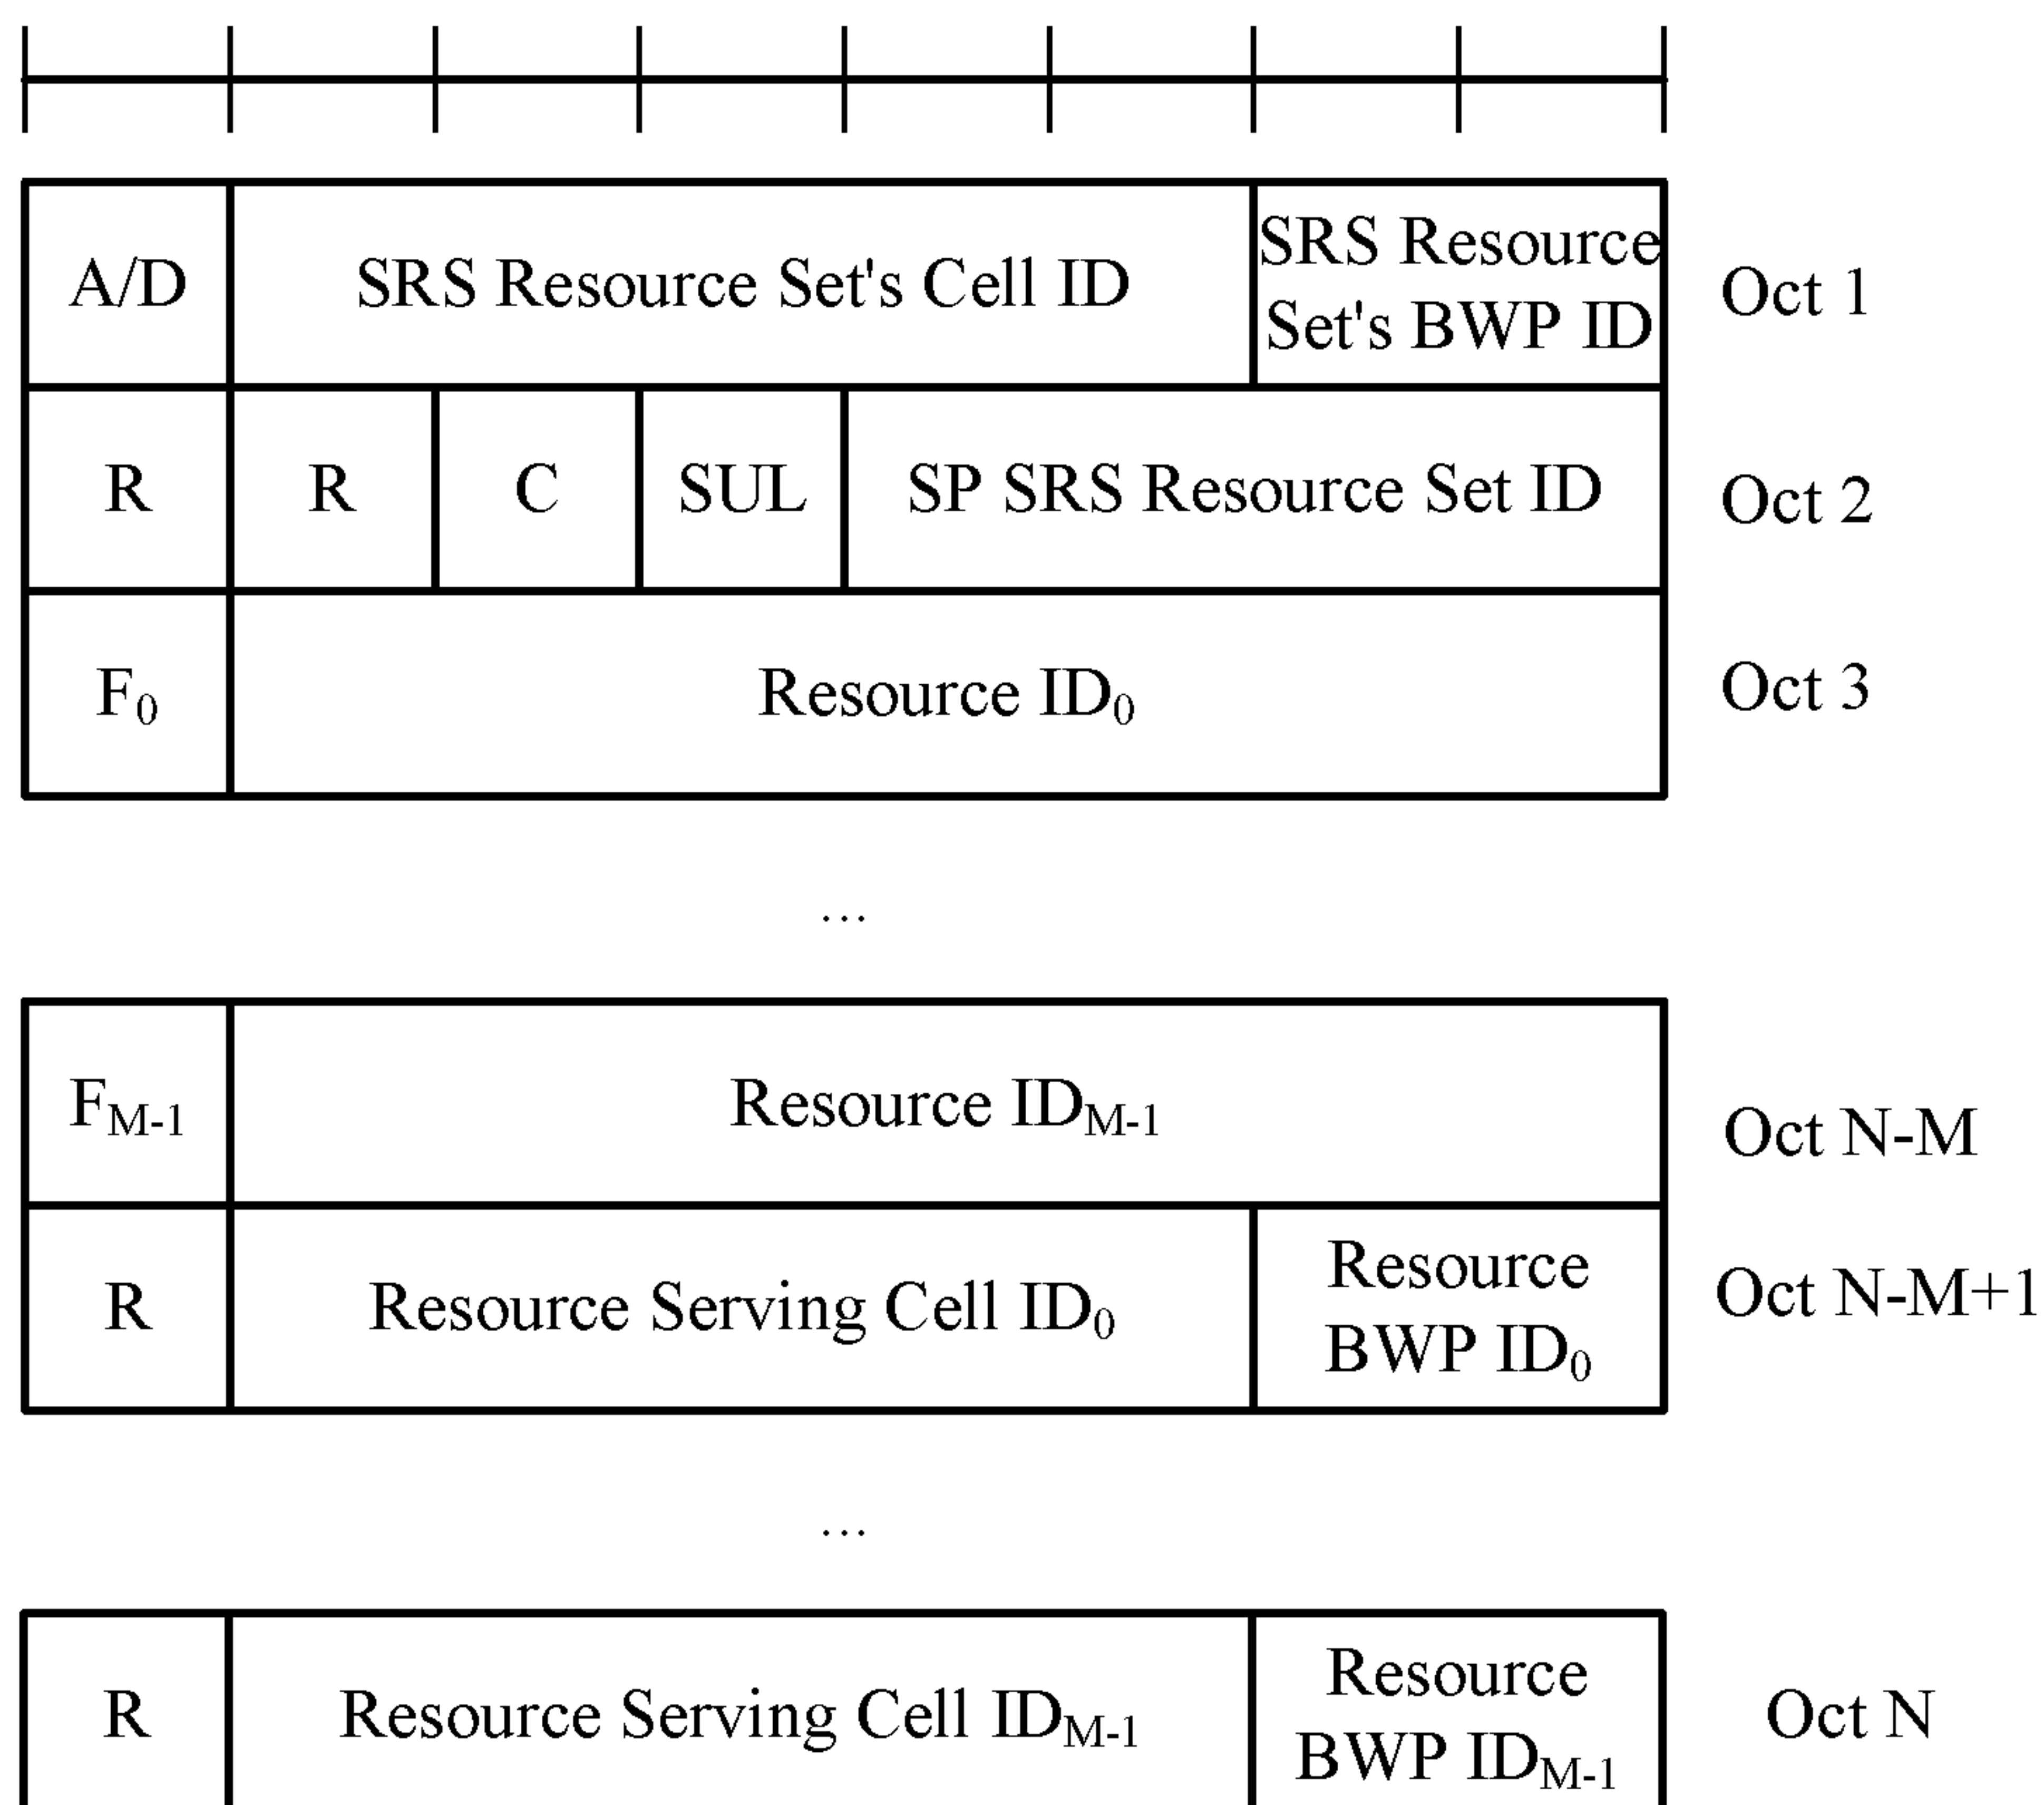 A/D SRS Resource Set's Cell ID SRS Resource Set's BWP ID Oct 1
R R C SUL SP SRS Resource Set ID Oct 2
F0 Resource ID0 Oct 3
...
FM-1 Resource IDM-1 Oct N-M
R Resource Serving Cell ID0 Resource BWP ID0 Oct N-M+1
...
R Resource Serving Cell IDM-1 Resource BWP IDM-1 Oct N